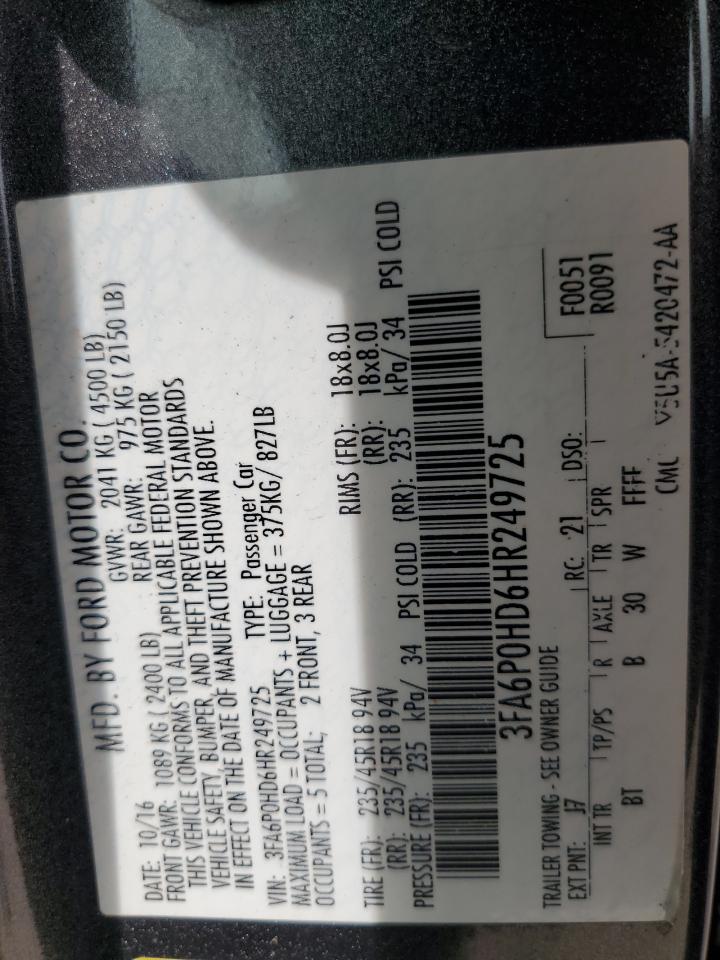 MFD. BY FORD MOTOR CO.
DATE: 10/16 GVWR: 2041 KG ( 4500 LB)
FRONT GAWR: 1089 KG ( 2400 LB) REAR GAWR: 975 KG ( 2150 LB)
THIS VEHICLE CONFORMS TO ALL APPLICABLE FEDERAL MOTOR
VEHICLE SAFETY, BUMPER, AND THEFT PREVENTION STANDARDS
IN EFFECT ON THE DATE OF MANUFACTURE SHOWN ABOVE.
VIN: 3FA6P0HD6HR249725 TYPE: Passenger Car
MAXIMUM LOAD = OCCUPANTS + LUGGAGE = 375KG/ 827LB
OCCUPANTS = 5 TOTAL; 2 FRONT, 3 REAR
TIRE (FR): 235/45R18 94V RIMS (FR): 18x8.0J
(RR): 235/45R18 94V (RR): 18x8.0J
PRESSURE (FR): 235 kPa/ 34 PSI COLD (RR): 235 kPa/ 34 PSI COLD
3FA6P0HD6HR249725
TRAILER TOWING - SEE OWNER GUIDE
EXT PNT: J7 RC: 21 DSO: F0051
INT TR TP/PS R AXLE TR SPR R0091
BT B 30 W FFFF
CMC 5U5A-5420472-AA